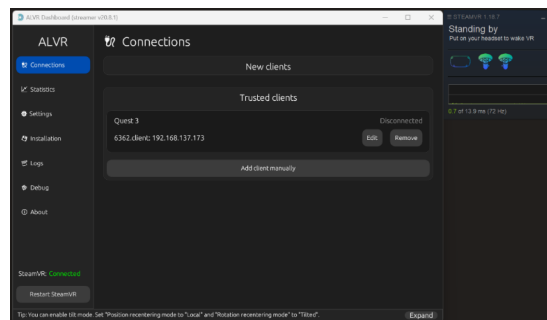 ALVR Dashboard (streamer v20.8.1)
ALVR
Connections
Statistics
Settings
Installation
Logs
Debug
About
SteamVR: Connected
Restart SteamVR
Connections
New clients
Trusted clients
Quest 3
Disconnected
6362.client: 192.168.137.173
Edit
Remove
Add client manually
Tip: You can enable tilt mode. Set "Position recentering mode to "Local" and "Rotation recentering mode" to "Tilted".
Expand
STEAMVR
Standing by
Put on your headset to wake VR
0.7 of 13.9 ms (72 Hz)